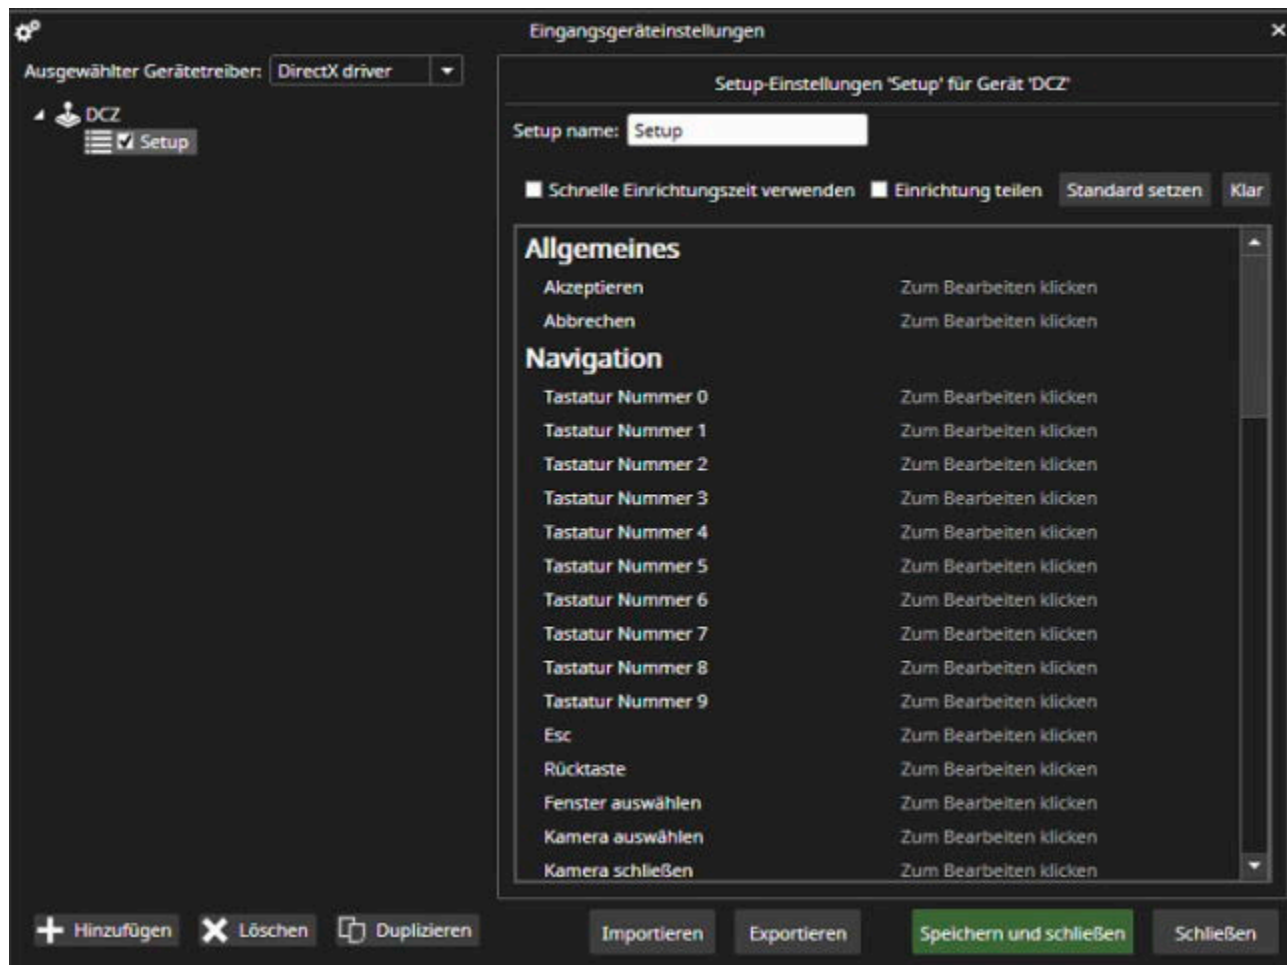 Eingangsgeräteinstellungen
Ausgewählter Gerätetreiber: DirectX driver
DCZ
Setup
Setup-Einstellungen 'Setup' für Gerät 'DCZ'
Setup name: Setup
Schnelle Einrichtungszeit verwenden Einrichtung teilen Standard setzen Klar
Allgemeines
Akzeptieren Zum Bearbeiten klicken
Abbrechen Zum Bearbeiten klicken
Navigation
Tastatur Nummer 0 Zum Bearbeiten klicken
Tastatur Nummer 1 Zum Bearbeiten klicken
Tastatur Nummer 2 Zum Bearbeiten klicken
Tastatur Nummer 3 Zum Bearbeiten klicken
Tastatur Nummer 4 Zum Bearbeiten klicken
Tastatur Nummer 5 Zum Bearbeiten klicken
Tastatur Nummer 6 Zum Bearbeiten klicken
Tastatur Nummer 7 Zum Bearbeiten klicken
Tastatur Nummer 8 Zum Bearbeiten klicken
Tastatur Nummer 9 Zum Bearbeiten klicken
Esc Zum Bearbeiten klicken
Rücktaste Zum Bearbeiten klicken
Fenster auswählen Zum Bearbeiten klicken
Kamera auswählen Zum Bearbeiten klicken
Kamera schließen Zum Bearbeiten klicken
Hinzufügen Löschen Duplizieren Importieren Exportieren Speichern und schließen Schließen